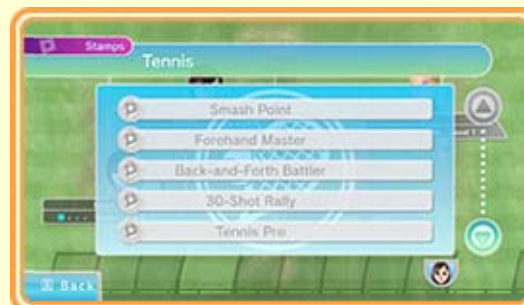 Stamps
Tennis
Smash Point
Forehand Master
Back-and-Forth Battler
30-Shot Rally
Tennis Pro
Back